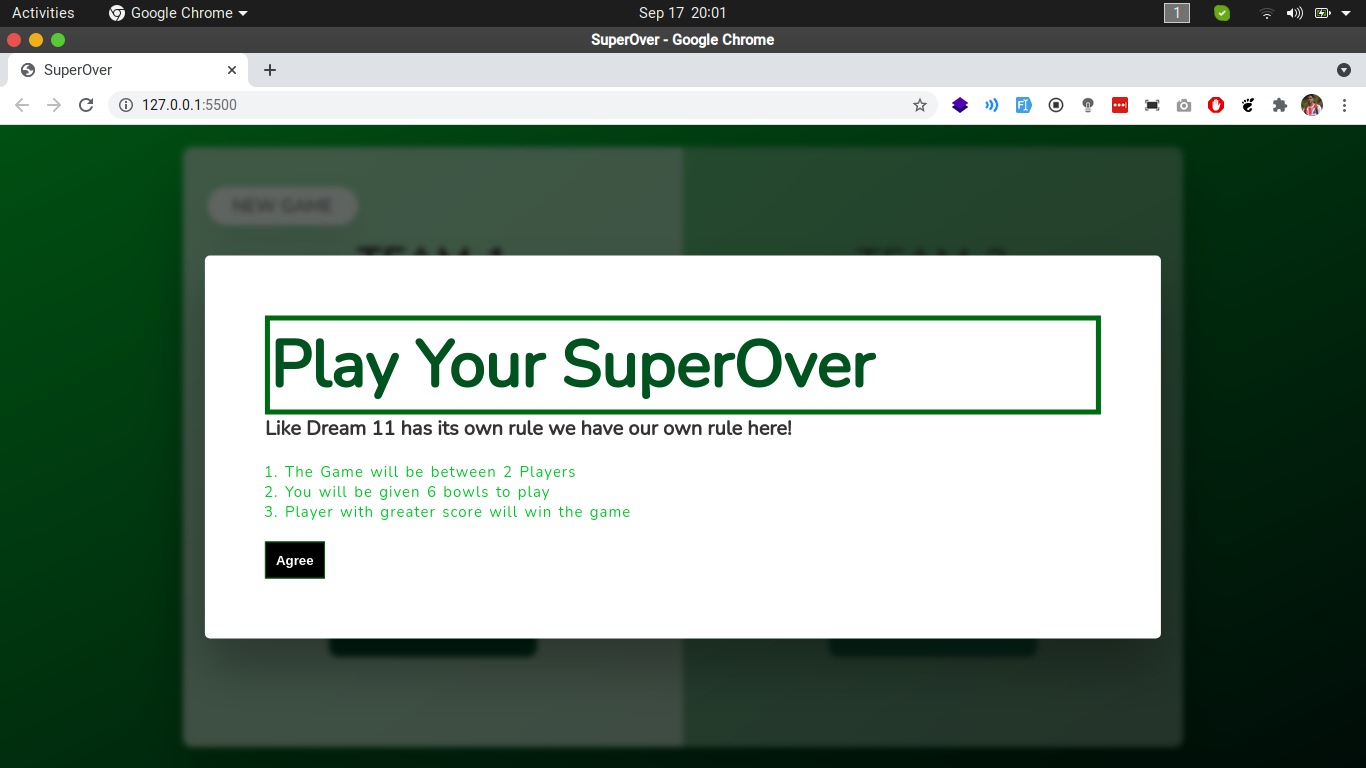 Activities Google Chrome Sep 17 20:01 1
SuperOver - Google Chrome
SuperOver
127.0.0.1:5500
NEW GAME
Play Your SuperOver
Like Dream 11 has its own rule we have our own rule here!
1. The Game will be between 2 Players
2. You will be given 6 bowls to play
3. Player with greater score will win the game
Agree